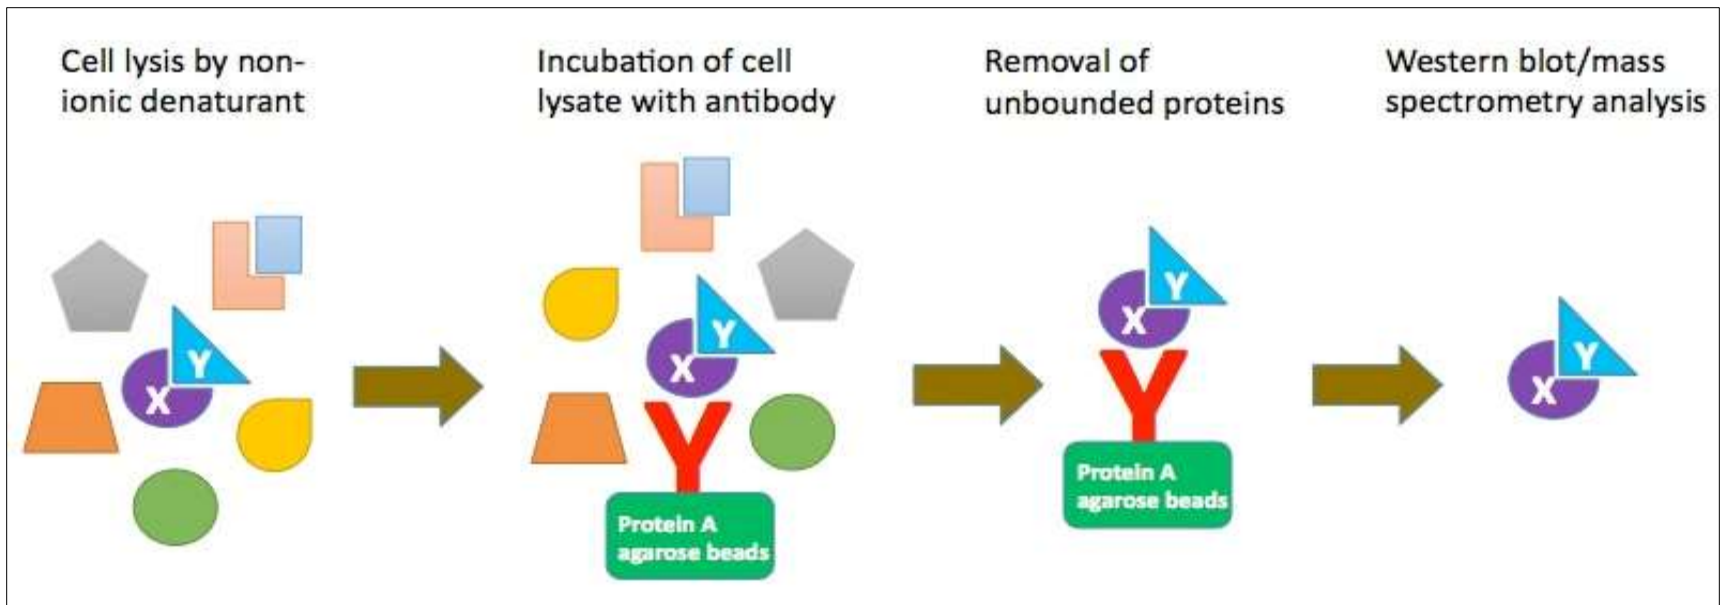 Cell lysis by non-
ionic denaturant
Incubation of cell
lysate with antibody
Removal of
unbounded proteins
Western blot/mass
spectrometry analysis
Y
X
Y
X
Y
Protein A
agarose beads
Y
X
Y
Protein A
agarose beads
Y
X